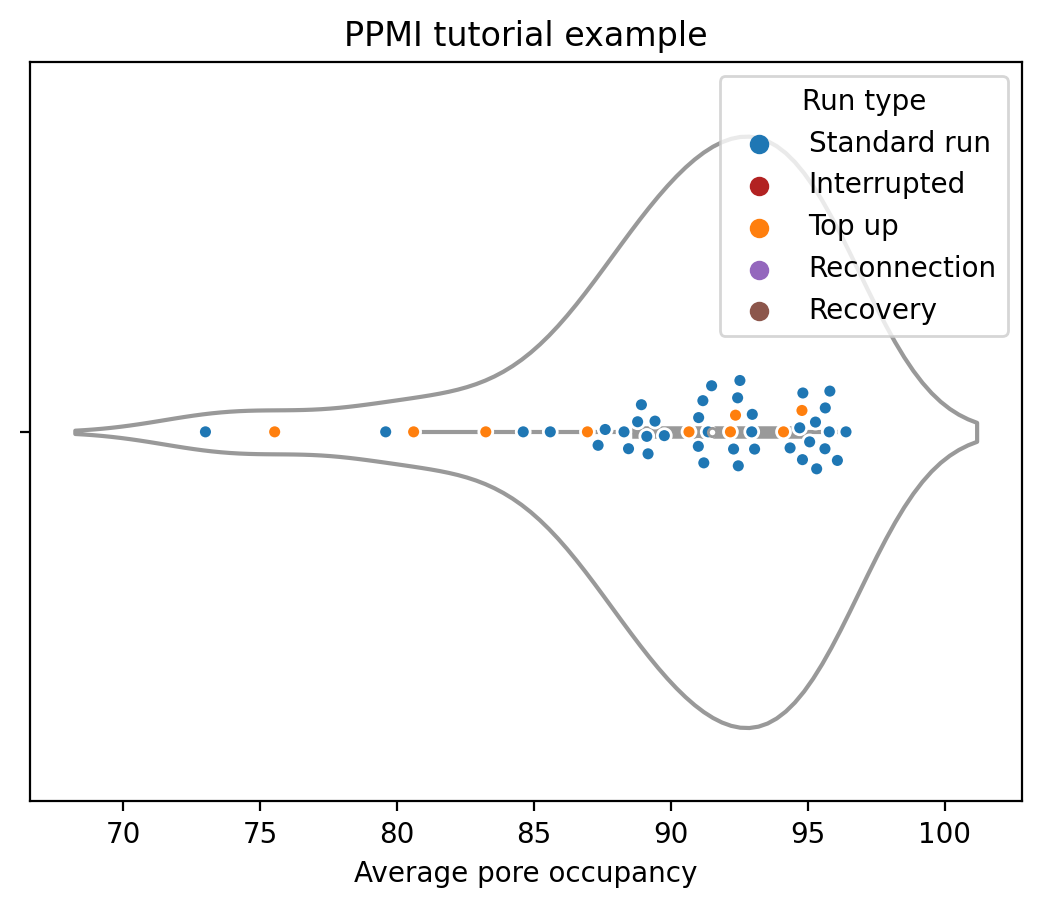 PPMI tutorial example
Run type
Standard run
Interrupted
Top up
Reconnection
Recovery
70 75 80 85 90 95 100
Average pore occupancy